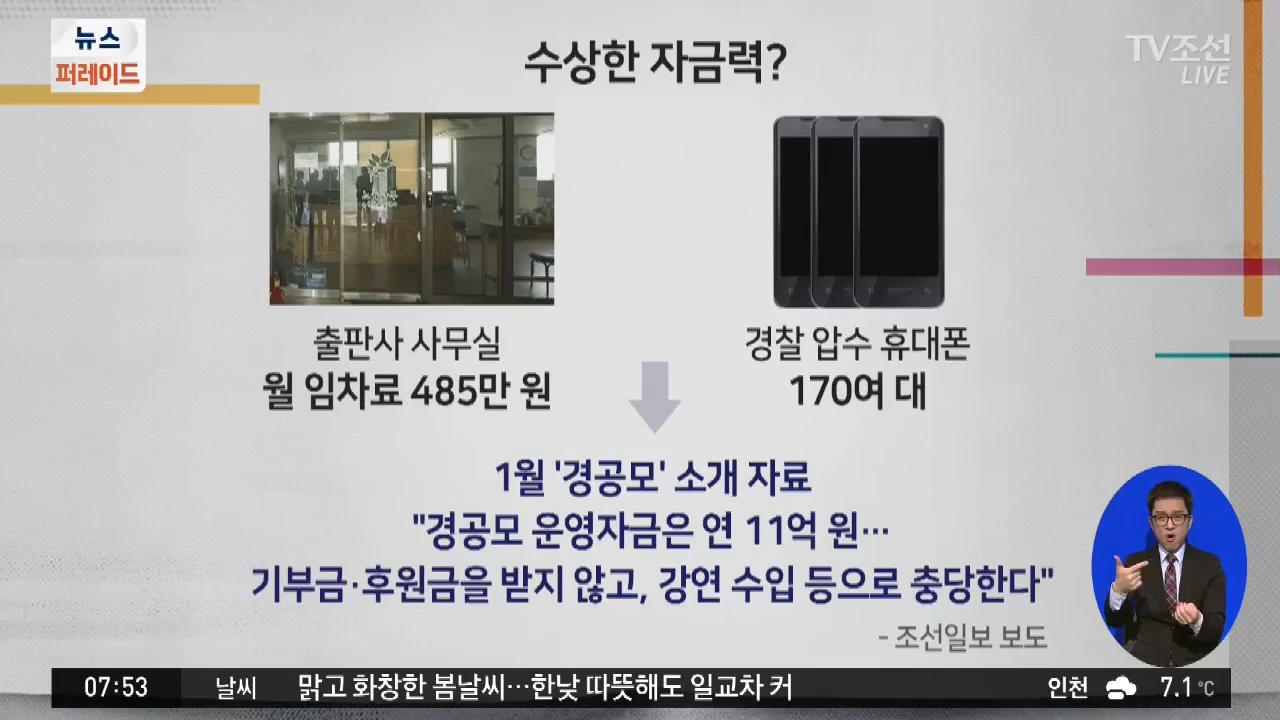 뉴스
퍼레이드
수상한 자금력?
TV조선
LIVE
출판사 사무실
월 임차료 485만 원
경찰 압수 휴대폰
170여 대
1월 '경공모' 소개 자료
"경공모 운영자금은 연 11억 원…
기부금·후원금을 받지 않고, 강연 수입 등으로 충당한다"
- 조선일보 보도
07:53 날씨 맑고 화창한 봄날씨…한낮 따뜻해도 일교차 커 인천 7.1℃